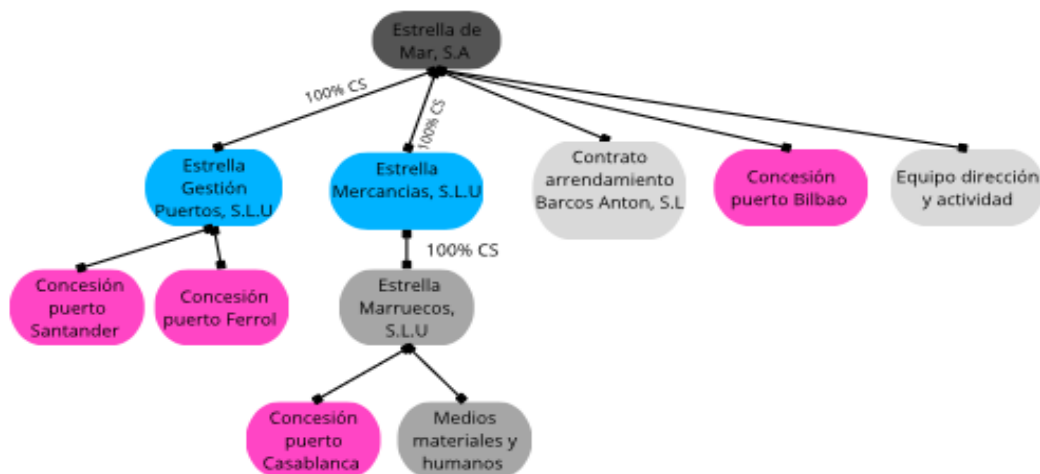 Estrella de
Mar, S.A
100% CS
100% CS
Estrella
Gestión
Puertos, S.L.U
Estrella
Mercancias, S.L.U
Contrato
arrendamiento
Barcos Anton, S.L
Concesión
puerto Bilbao
Equipo dirección
y actividad
100% CS
Concesión
puerto
Santander
Concesión
puerto Ferrol
Estrella
Marruecos,
S.L.U
Concesión
puerto
Casablanca
Medios
materiales y
humanos